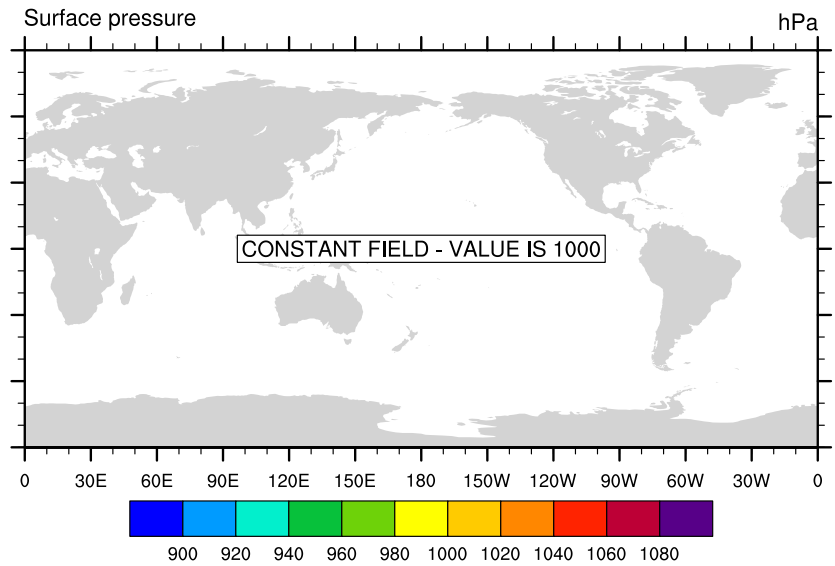 Surface pressure hPa
CONSTANT FIELD - VALUE IS 1000
0 30E 60E 90E 120E 150E 180 150W 120W 90W 60W 30W 0
900 920 940 960 980 1000 1020 1040 1060 1080